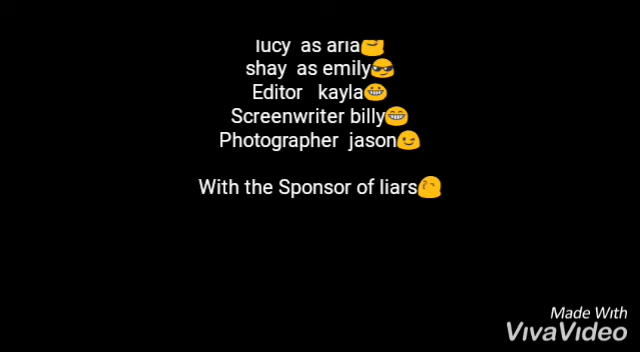 lucy as aria😊
shay as emily😎
Editor kayla😁
Screenwriter billy😁
Photographer jason😉
With the Sponsor of liars🤗
Made With
VivaVideo